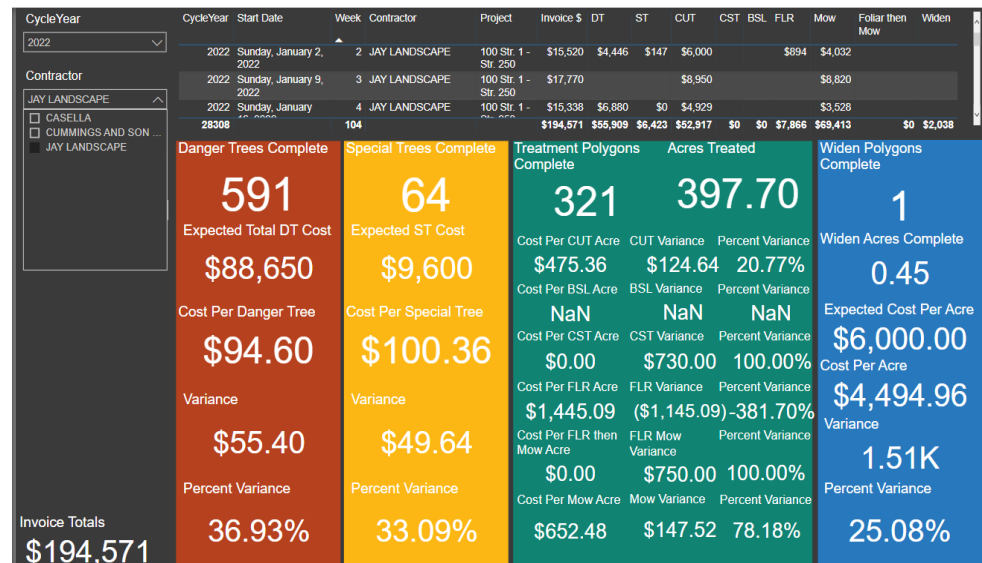 CycleYear
2022
Contractor
JAY LANDSCAPE
CASELLA
CUMMINGS AND SON ...
JAY LANDSCAPE
Invoice Totals
$194,571
CycleYear Start Date Week Contractor Project Invoice $ DT ST CUT CST BSL FLR Mow Foliar then Widen
Mow
2022 Sunday, January 2, 2 JAY LANDSCAPE 100 Str. 1 - $15,520 $4,446 $147 $6,000 $894 $4,032
2022 Str. 250
2022 Sunday, January 9, 3 JAY LANDSCAPE 100 Str. 1 - $17,770 $8,950 $8,820
2022 Str. 250
2022 Sunday, January 4 JAY LANDSCAPE 100 Str. 1 - $15,338 $6,880 $0 $4,929 $3,528
28308 104 $194,571 $55,909 $6,423 $52,917 $0 $0 $7,866 $69,413 $0 $2,038
Danger Trees Complete
591
Expected Total DT Cost
$88,650
Cost Per Danger Tree
$94.60
Variance
$55.40
Percent Variance
36.93%
Special Trees Complete
64
Expected ST Cost
$9,600
Cost Per Special Tree
$100.36
$49.64
Percent Variance
33.09%
Treatment Polygons Acres Treated
Complete
321 397.70
Cost Per CUT Acre CUT Variance Percent Variance
$475.36 $124.64 20.77%
Cost Per BSL Acre BSL Variance Percent Variance
NaN NaN NaN
Cost Per CST Acre CST Variance Percent Variance
$0.00 $730.00 100.00%
Cost Per FLR Acre FLR Variance Percent Variance
$1,445.09 ($1,145.09) -381.70%
Cost Per FLR then FLR Mow Percent Variance
Mow Acre Variance
$0.00 $750.00 100.00%
Cost Per Mow Acre Mow Variance Percent Variance
$652.48 $147.52 78.18%
Widen Polygons
Complete
1
Widen Acres Complete
0.45
Expected Cost Per Acre
$6,000.00
Cost Per Acre
$4,494.96
Variance
1.51K
Percent Variance
25.08%